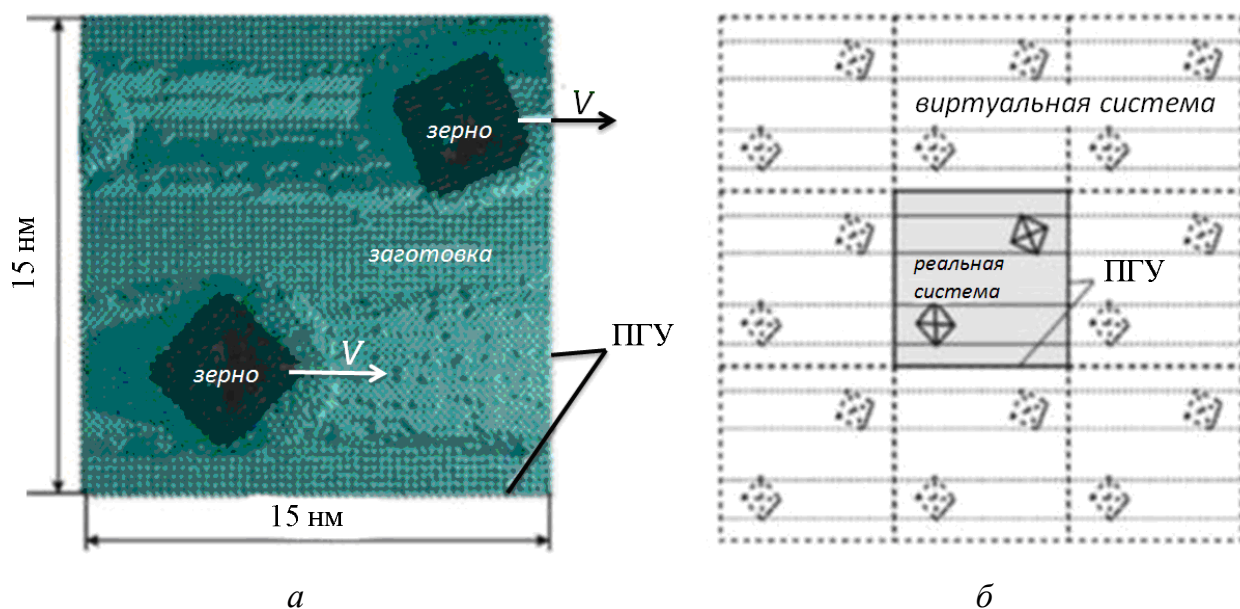 V
зерно
15 нм
заготовка
ПГУ
V
зерно
15 нм
а
виртуальная система
реальная
система
ПГУ
б